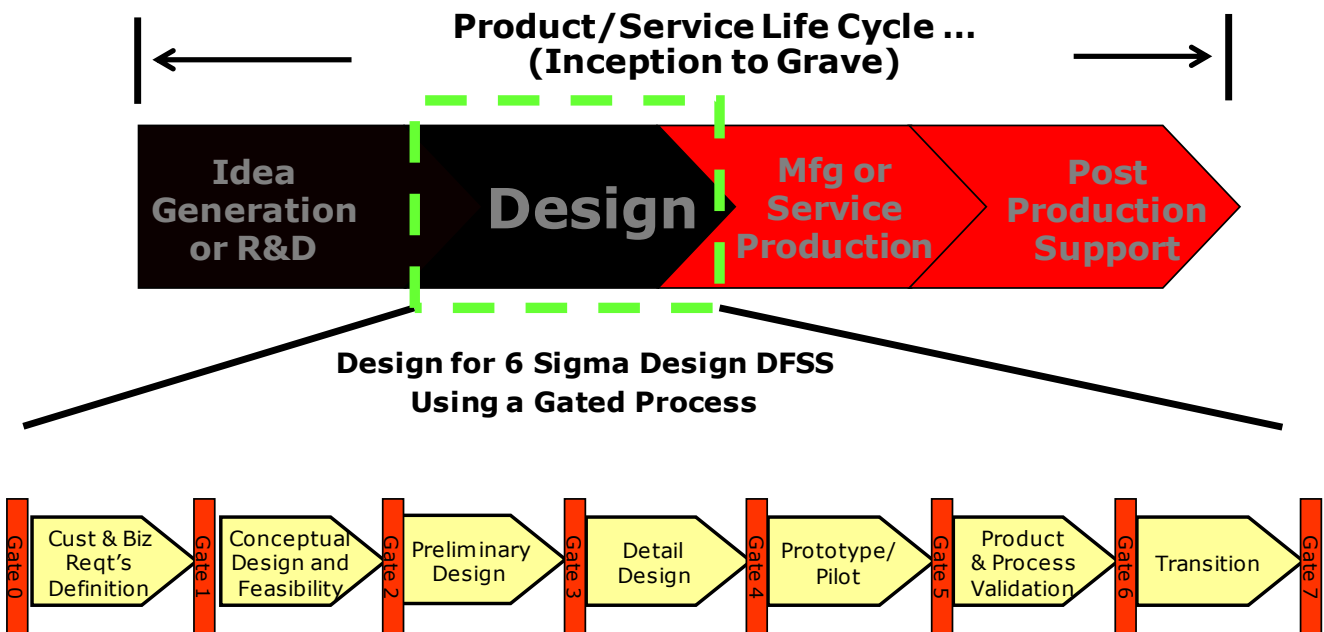 Product/Service Life Cycle ...
(Inception to Grave)
Idea
Generation
or R&D
Design
Mfg or
Service
Production
Post
Production
Support
Design for 6 Sigma Design DFSS
Using a Gated Process
Gate 0
Cust & Biz
Reqt's
Definition
Gate 1
Conceptual
Design and
Feasibility
Gate 2
Preliminary
Design
Gate 3
Detail
Design
Gate 4
Prototype/
Pilot
Gate 5
Product
& Process
Validation
Gate 6
Transition
Gate 7